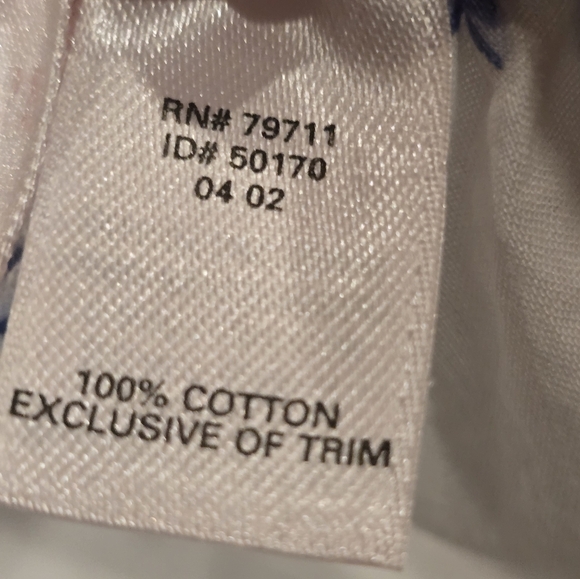 RN# 79711
ID# 50170
04 02
100% COTTON
EXCLUSIVE OF TRIM